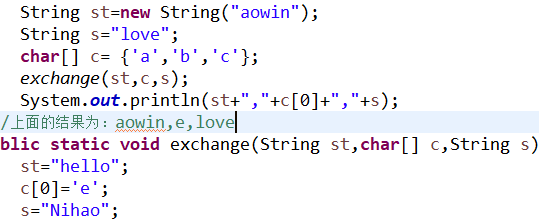 String st=new String("aowin");
String s="love";
char[] c= {'a','b','c'};
exchange(st,c,s);
System.out.println(st+","+c[0]+","+s);
/上面的结果为：aowin,e,love
blic static void exchange(String st,char[] c,String s)
st="hello";
c[0]='e';
s="Nihao";